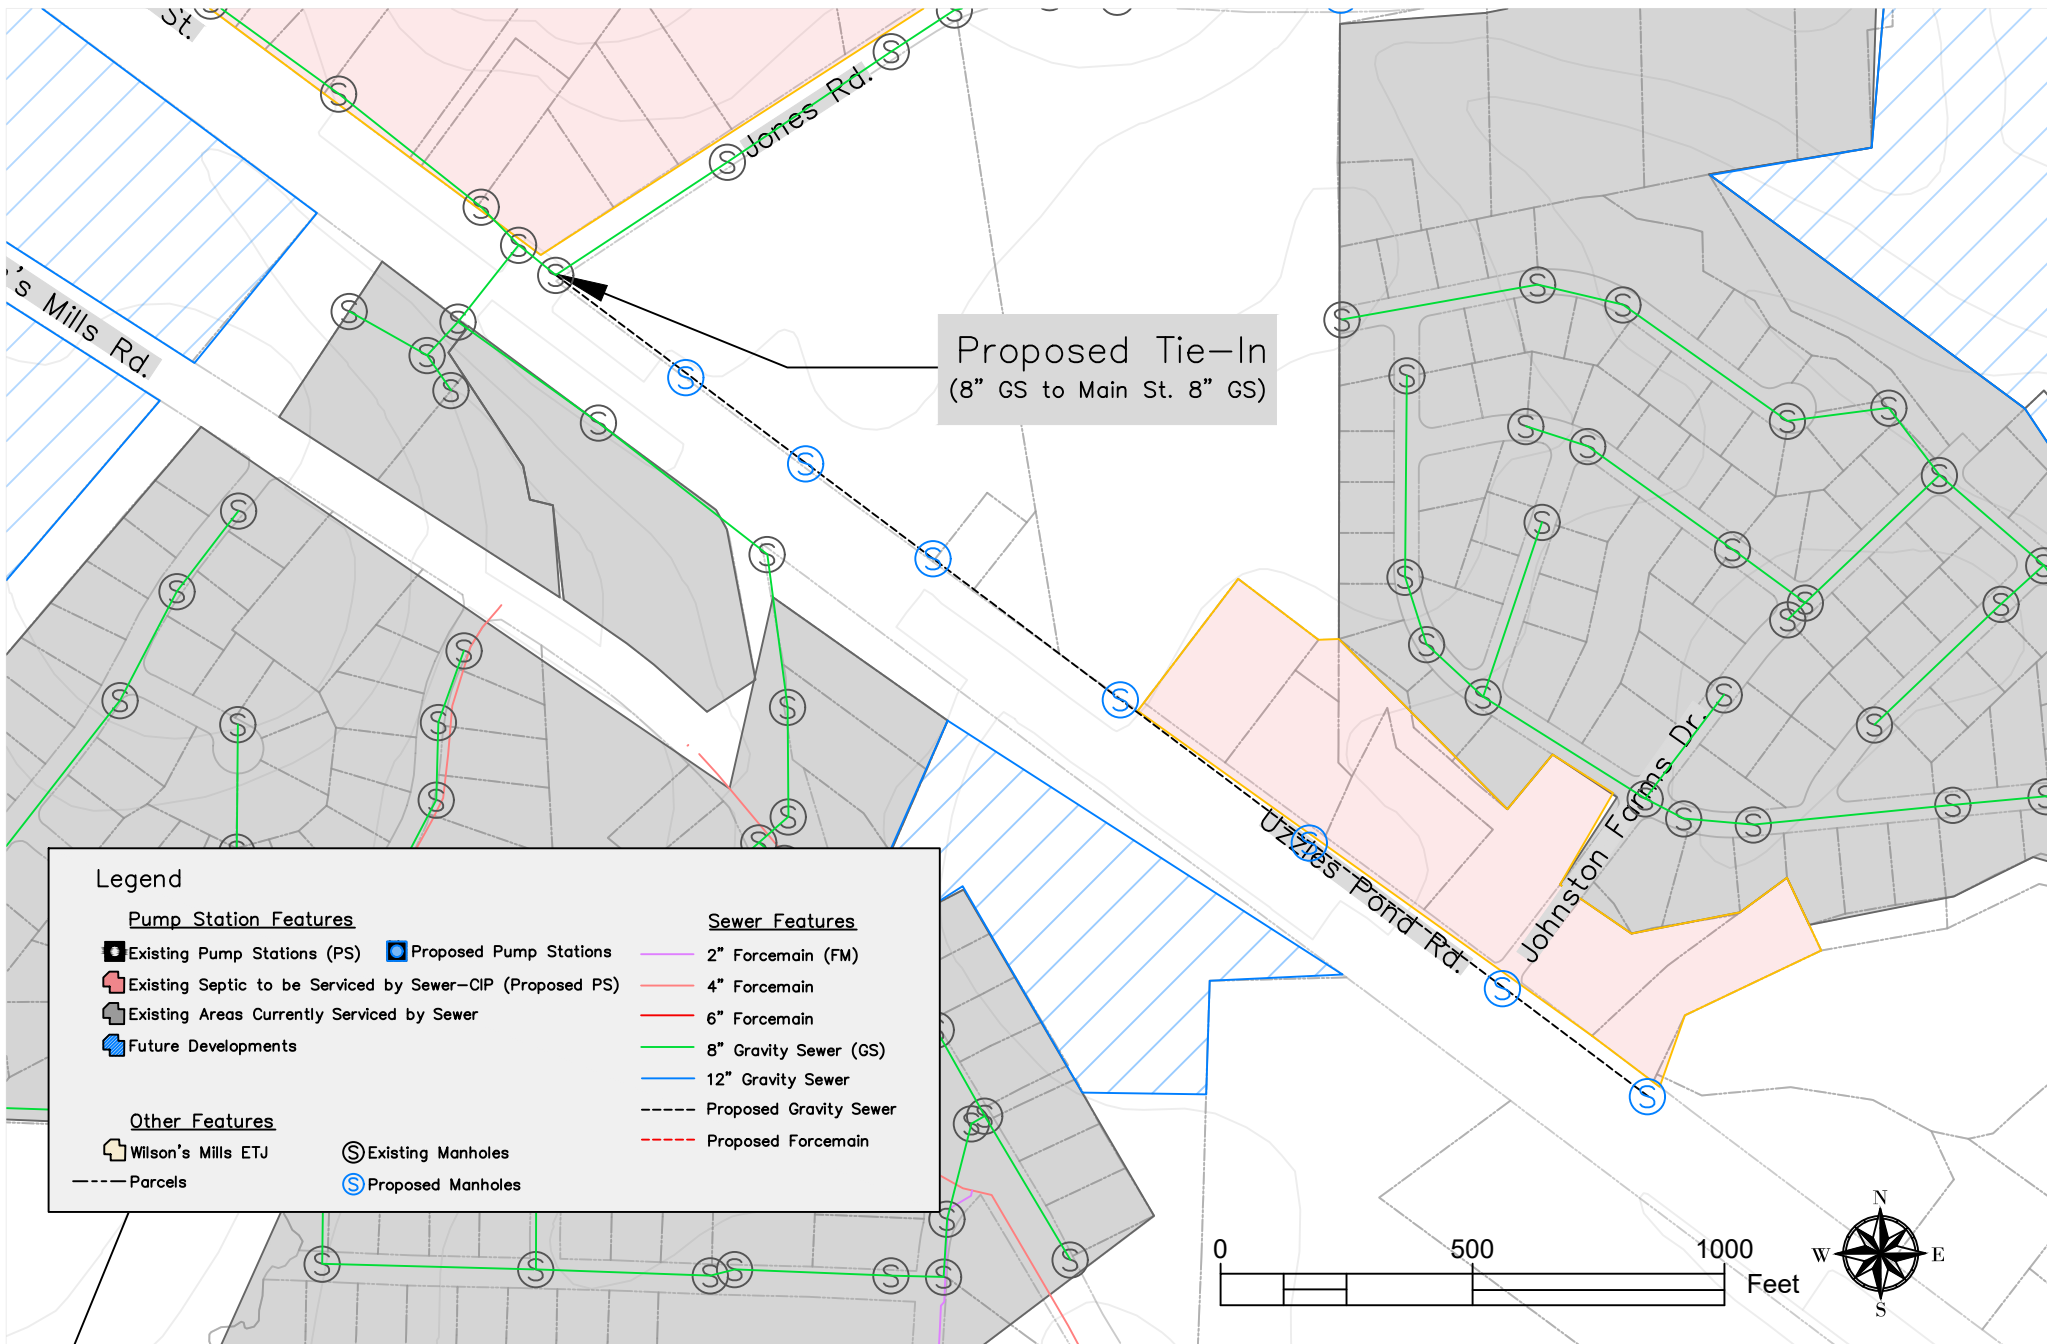 St.
Jones Rd.
's Mills Rd.
Proposed Tie-In
(8" GS to Main St. 8" GS)
Johnston Farms Dr.
Uzzles Pond Rd.
Legend
Pump Station Features
Existing Pump Stations (PS)
Proposed Pump Stations
Existing Septic to be Serviced by Sewer-CIP (Proposed PS)
Existing Areas Currently Serviced by Sewer
Future Developments
Other Features
Wilson's Mills ETJ
Parcels
Existing Manholes
Proposed Manholes
Sewer Features
2" Forcemain (FM)
4" Forcemain
6" Forcemain
8" Gravity Sewer (GS)
12" Gravity Sewer
Proposed Gravity Sewer
Proposed Forcemain
0 500 1000
Feet
N
W E
S